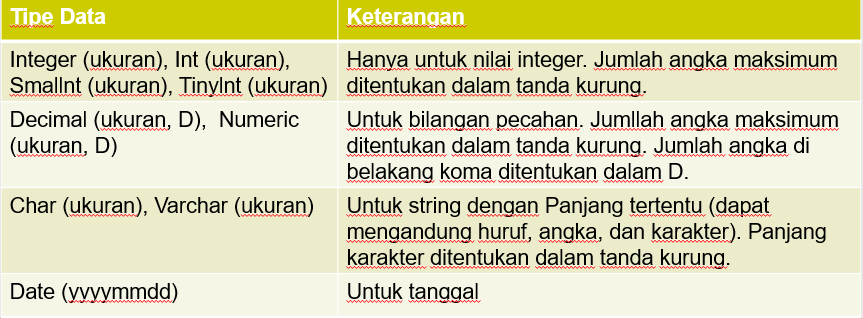 Tipe Data
Keterangan
Integer (ukuran), Int (ukuran),
SmallInt (ukuran), TinyInt (ukuran)
Hanya untuk nilai integer. Jumlah angka maksimum
ditentukan dalam tanda kurung.
Decimal (ukuran, D),  Numeric
(ukuran, D)
Untuk bilangan pecahan. Jumllah angka maksimum
ditentukan dalam tanda kurung. Jumlah angka di
belakang koma ditentukan dalam D.
Char (ukuran), Varchar (ukuran)
Untuk string dengan Panjang tertentu (dapat
mengandung huruf, angka, dan karakter). Panjang
karakter ditentukan dalam tanda kurung.
Date (yyyymmdd)
Untuk tanggal